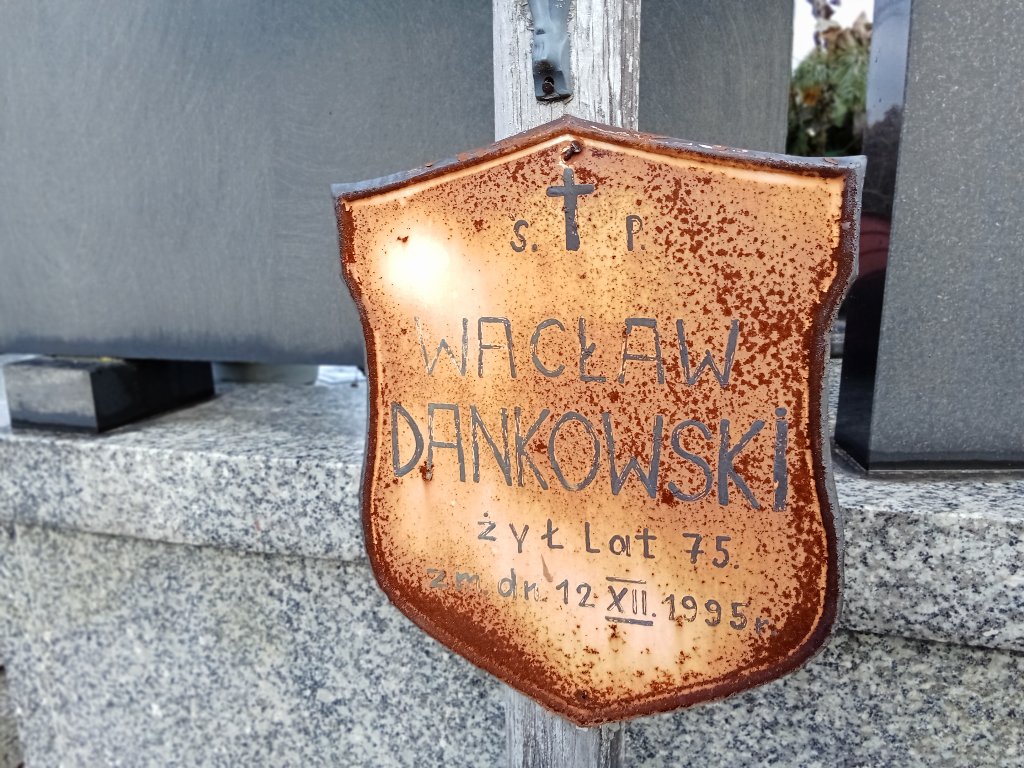 S. P.
WACŁAW
DANKOWSKi
żył Lat 75.
zm. dn. 12 XII. 1995 r.